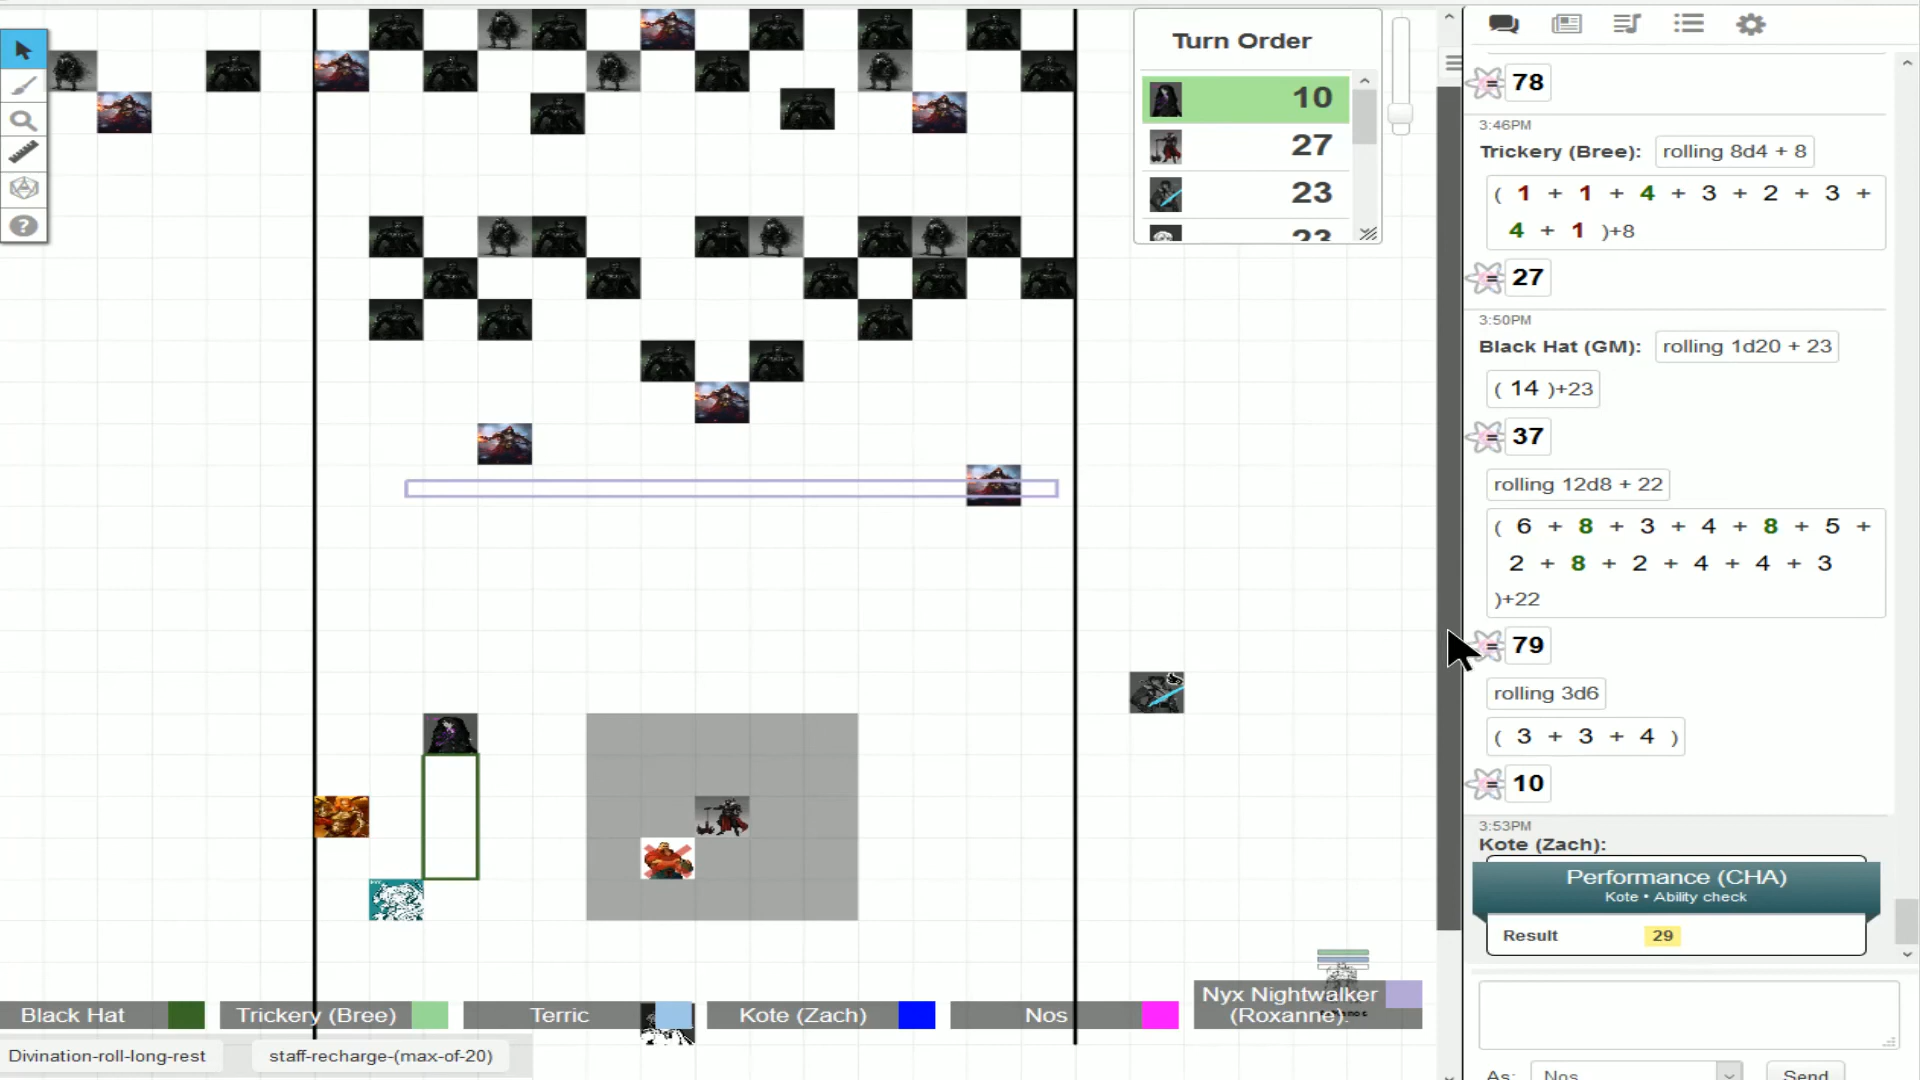 Turn Order
10
27
23
23
= 78
3:46PM
Trickery (Bree): rolling 8d4 + 8
( 1 + 1 + 4 + 3 + 2 + 3 +
4 + 1 )+8
= 27
3:50PM
Black Hat (GM): rolling 1d20 + 23
( 14 )+23
= 37
rolling 12d8 + 22
( 6 + 8 + 3 + 4 + 8 + 5 +
2 + 8 + 2 + 4 + 4 + 3
)+22
= 79
rolling 3d6
( 3 + 3 + 4 )
= 10
3:53PM
Kote (Zach):
Performance (CHA)
Kote • Ability check
Result 29
As: Nos Send
Black Hat
Trickery (Bree)
Terric
Kote (Zach)
Nos
Nyx Nightwalker
(Roxanne).
Divination-roll-long-rest
staff-recharge-(max-of-20)